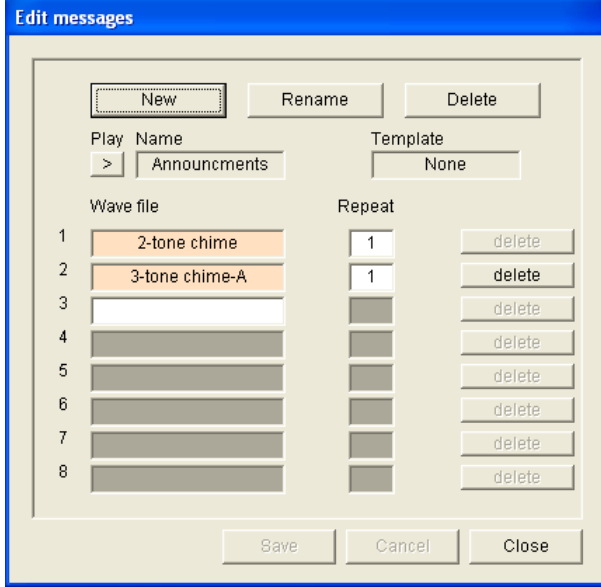 Edit messages
New Rename Delete
Play Name Template
> Announcments None
Wave file Repeat
1 2-tone chime 1 delete
2 3-tone chime-A 1 delete
3 delete
4 delete
5 delete
6 delete
7 delete
8 delete
Save Cancel Close